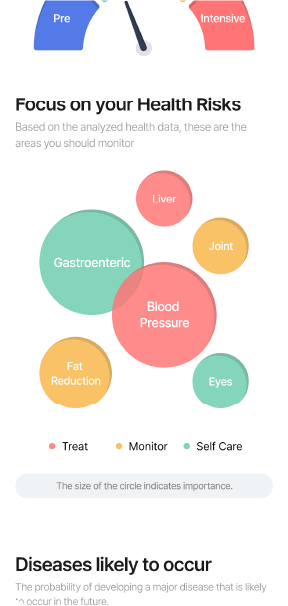 Pre
Intensive
Focus on your Health Risks
Based on the analyzed health data, these are the
areas you should monitor
Liver
Joint
Gastroenteric
Blood
Pressure
Fat
Reduction
Eyes
Treat
Monitor
Self Care
The size of the circle indicates importance.
Diseases likely to occur
The probability of developing a major disease that is likely
to occur in the future.